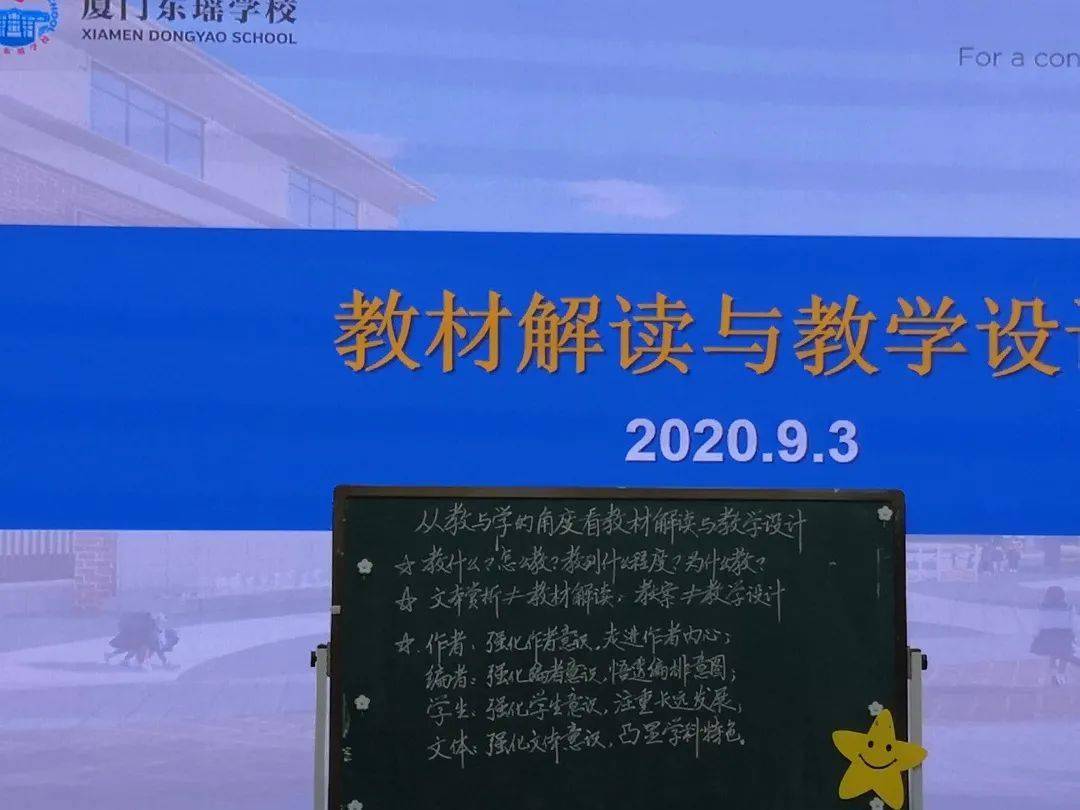 厦门东瑶学校
XIAMEN DONGYAO SCHOOL
For a con
教材解读与教学设
2020.9.3
从教与学的角度看教材解读与教学设计
☆教什么?怎么教?教到什么程度?为什么教?
☆ 文本赏析≠教材解读,教案≠教学设计
☆ 作者:强化作者意识,走进作者内心;
编者:强化编者意识,悟透编排意图;
学生:强化学生意识,注重长远发展;
文体:强化文体意识,凸显学科特色。